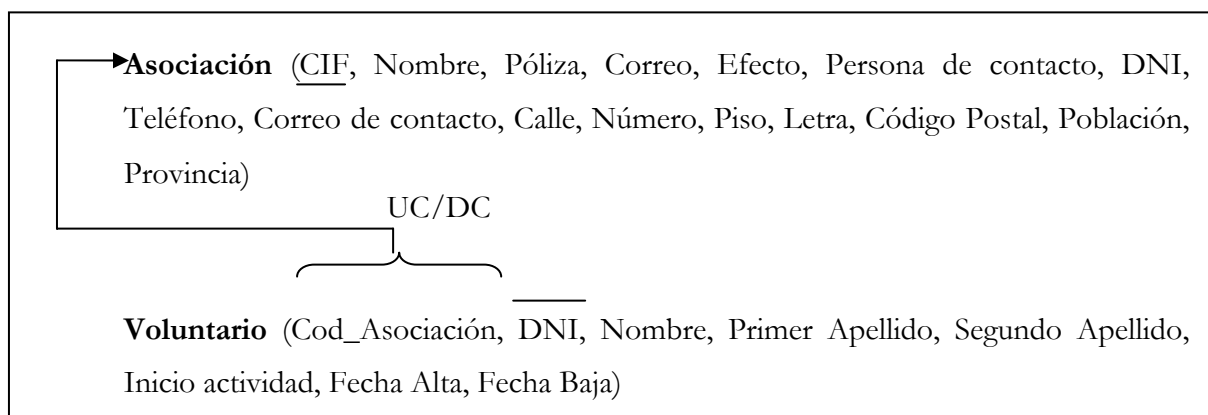 Asociación (CIF, Nombre, Póliza, Correo, Efecto, Persona de contacto, DNI,
Teléfono, Correo de contacto, Calle, Número, Piso, Letra, Código Postal, Población,
Provincia)
UC/DC
Voluntario (Cod_Asociación, DNI, Nombre, Primer Apellido, Segundo Apellido,
Inicio actividad, Fecha Alta, Fecha Baja)